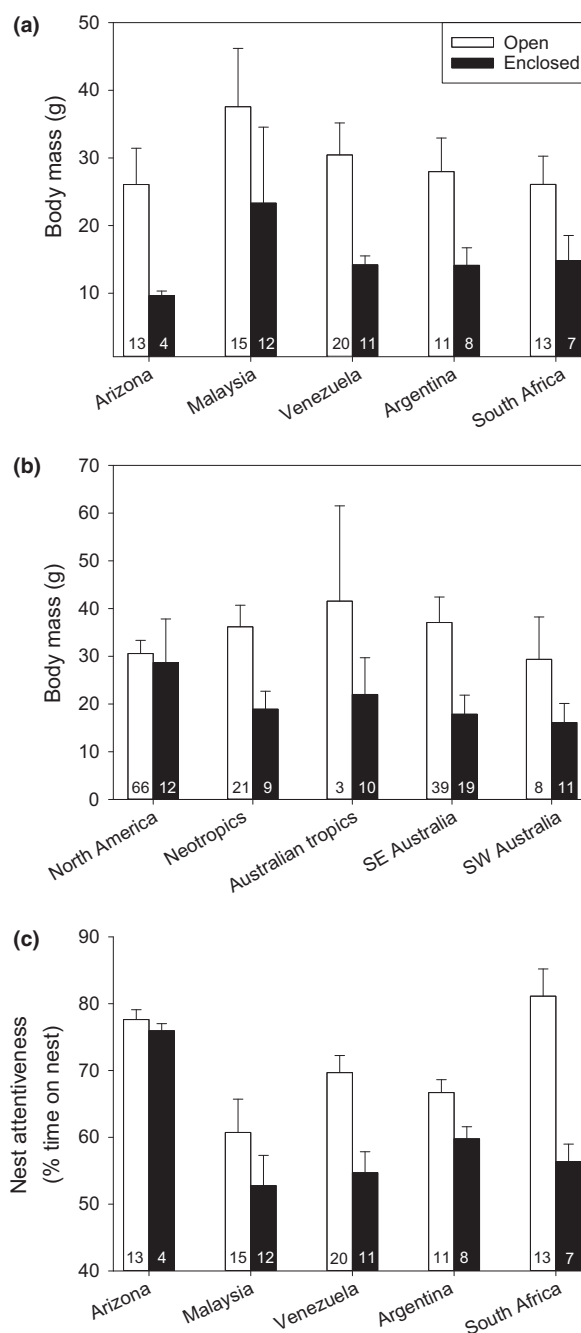 (a)
50
40
30
20
10
Body mass (g)
Open
Enclosed
13 4 15 12 20 11 11 8 13 7
Arizona Malaysia Venezuela Argentina South Africa
(b)
70
60
50
40
30
20
10
0
Body mass (g)
66 12 21 9 3 10 39 19 8 11
North America Neotropics Australian tropics SE Australia SW Australia
(c)
90
80
70
60
50
40
Nest attentiveness
(% time on nest)
13 4 15 12 20 11 11 8 13 7
Arizona Malaysia Venezuela Argentina South Africa